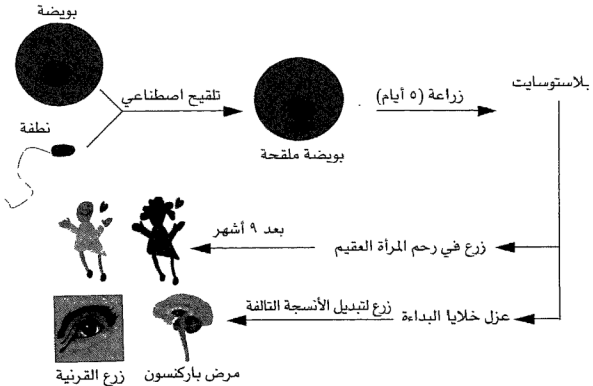 بويضة
تلقيح اصطناعي
زراعة (٥ أيام)
بلاستوسايت
نطفة
بويضة ملقحة
بعد ٩ أشهر
زرع في رحم المرأة العقيم
زرع لتبديل الأنسجة التالفة
عزل خلايا البداءة
مرض باركنسون
زرع القرنية